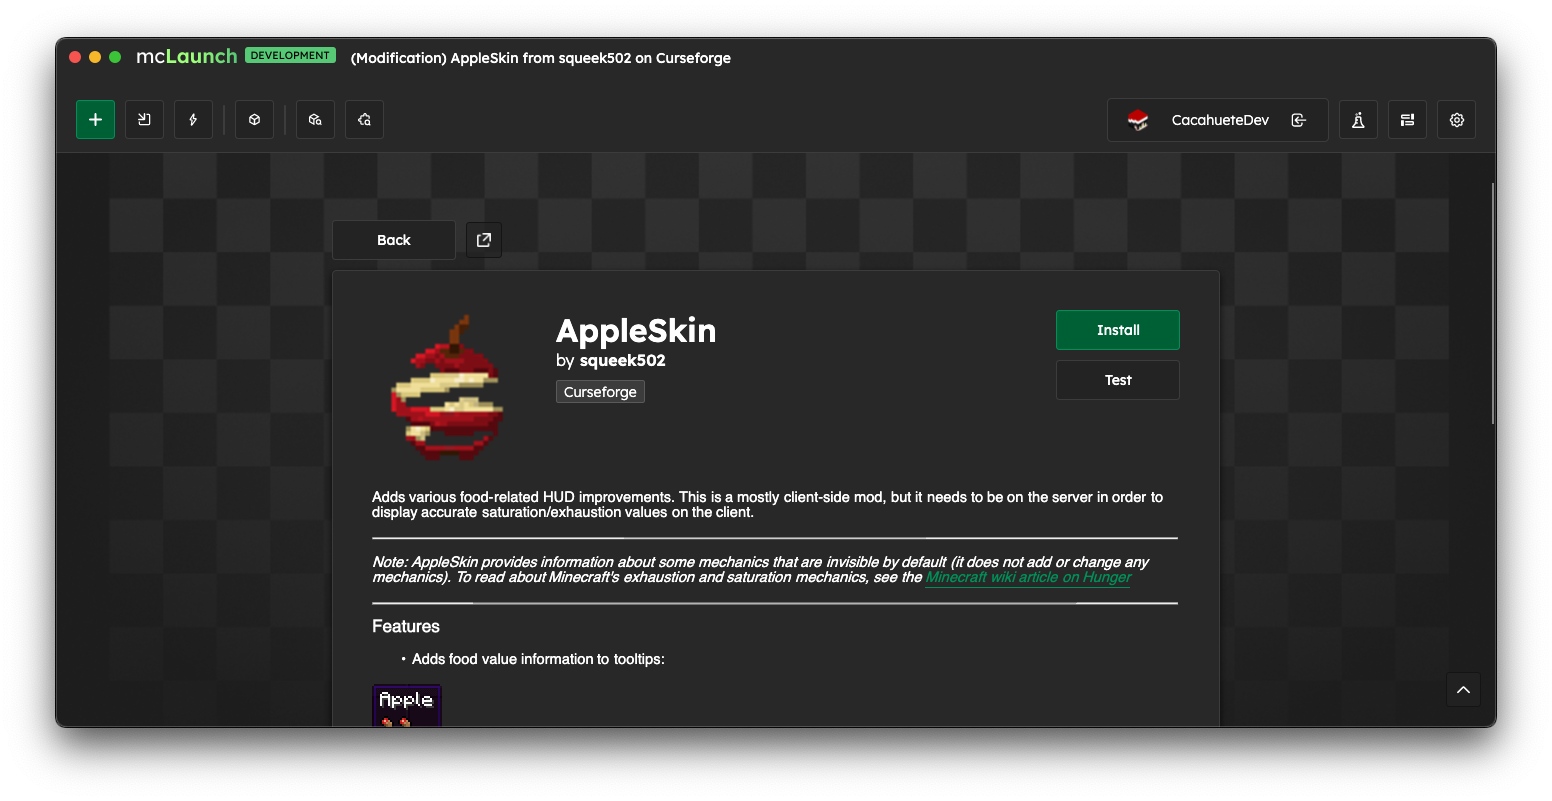 mcLaunch DEVELOPMENT (Modification) AppleSkin from squeek502 on Curseforge
CacahueteDev
Back
AppleSkin
by squeek502
Curseforge
Install
Test
Adds various food-related HUD improvements. This is a mostly client-side mod, but it needs to be on the server in order to
display accurate saturation/exhaustion values on the client.
Note: AppleSkin provides information about some mechanics that are invisible by default (it does not add or change any
mechanics). To read about Minecraft's exhaustion and saturation mechanics, see the Minecraft wiki article on Hunger
Features
• Adds food value information to tooltips:
Apple